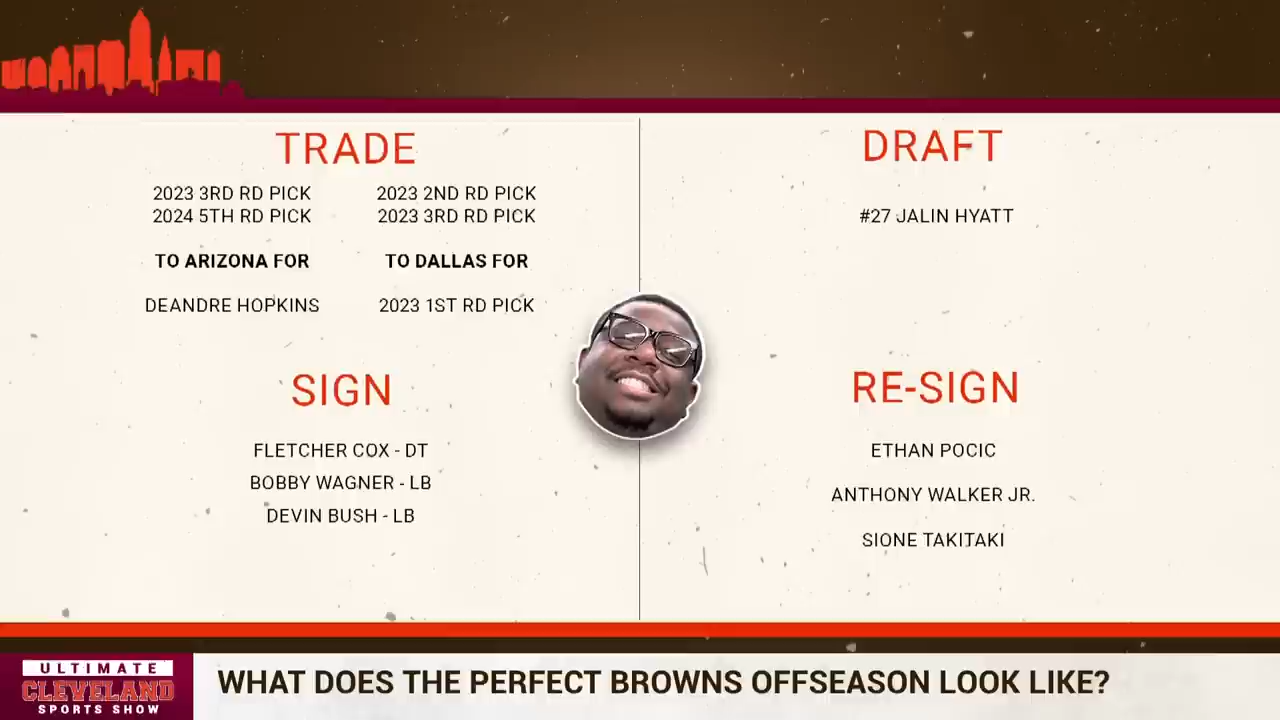 TRADE
2023 3RD RD PICK
2024 5TH RD PICK
TO ARIZONA FOR
DEANDRE HOPKINS
2023 2ND RD PICK
2023 3RD RD PICK
TO DALLAS FOR
2023 1ST RD PICK
DRAFT
#27 JALIN HYATT
SIGN
FLETCHER COX - DT
BOBBY WAGNER - LB
DEVIN BUSH - LB
RE-SIGN
ETHAN POCIC
ANTHONY WALKER JR.
SIONE TAKITAKI
ULTIMATE
CLEVELAND
SPORTS SHOW
WHAT DOES THE PERFECT BROWNS OFFSEASON LOOK LIKE?